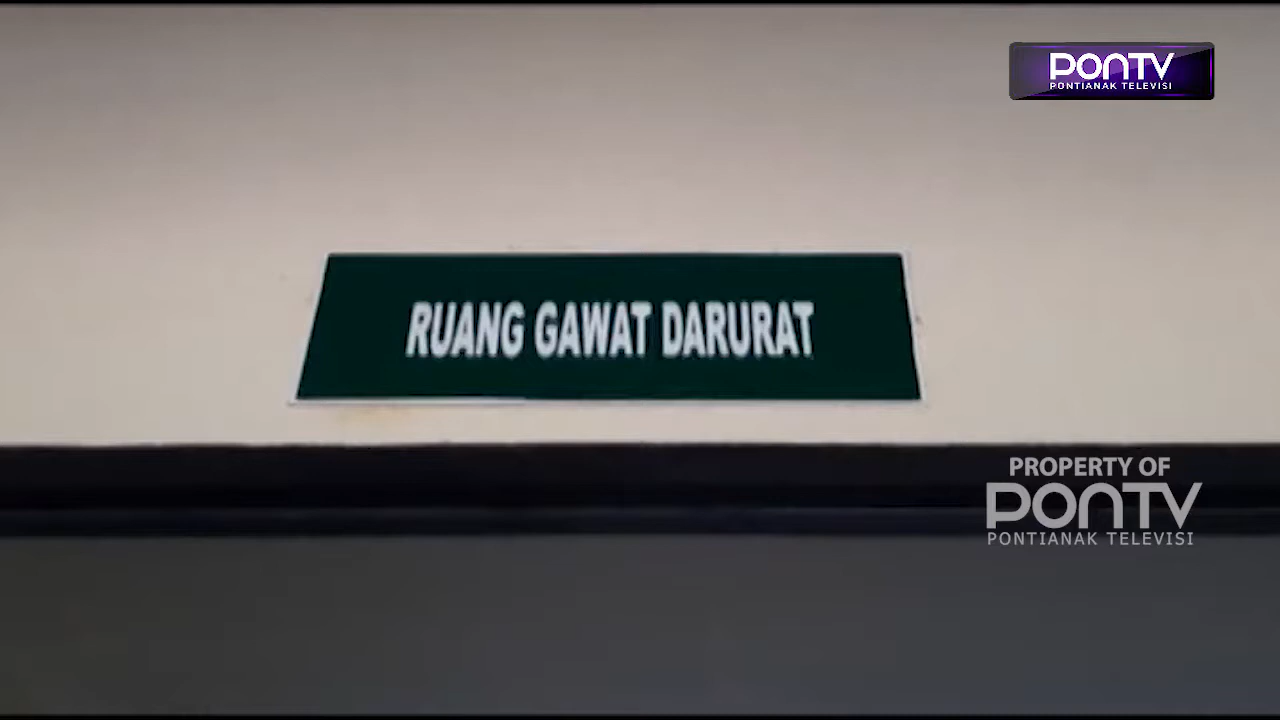 PONTV
PONTIANAK TELEVISI
RUANG GAWAT DARURAT
PROPERTY OF
PONTV
PONTIANAK TELEVISI